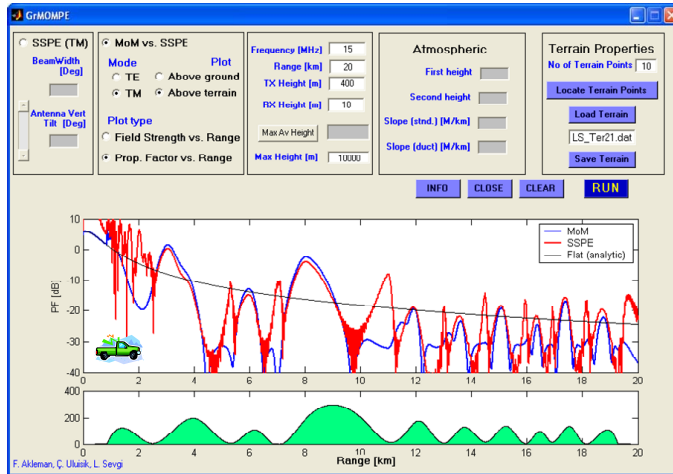 GrMOMPE
SSPE (TM)
BeamWidth
[Deg]
Antenna Vert
Tilt [Deg]
MoM vs. SSPE
Mode Plot
TE Above ground
TM Above terrain
Plot type
Field Strength vs. Range
Prop. Factor vs. Range
Frequency [MHz] 15
Range [km] 20
TX Height [m] 400
RX Height [m] 10
Max Av Height
Max Height [m] 10000
Atmospheric
First height
Second height
Slope (stnd.) [M/km]
Slope (duct) [M/km]
Terrain Properties
No of Terrain Points 10
Locate Terrain Points
Load Terrain
LS_Ter21.dat
Save Terrain
INFO CLOSE CLEAR RUN
10
0
-10
-20
-30
-40
PF [dB]
MoM
SSPE
Flat (analytic)
0 2 4 6 8 10 12 14 16 18 20
400
200
0
0 2 4 6 8 10 12 14 16 18 20
Range [km]
F. Akleman, Ç. Uluisik, L. Sevgi